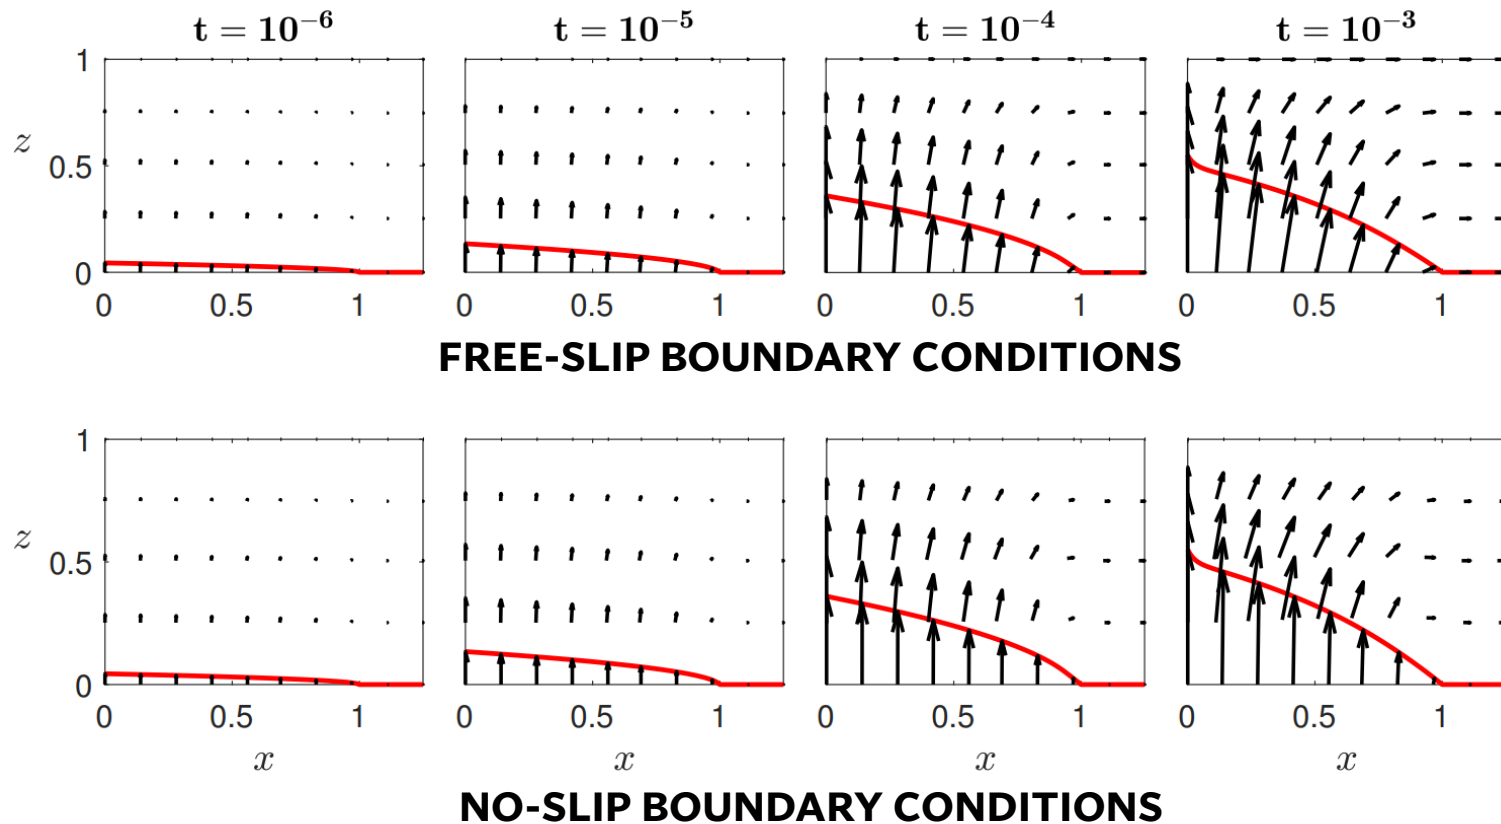 t = 10⁻⁶ t = 10⁻⁵ t = 10⁻⁴ t = 10⁻³
1
z
0.5
0
0 0.5 1 0 0.5 1 0 0.5 1 0 0.5 1
FREE-SLIP BOUNDARY CONDITIONS
1
z
0.5
0
0 0.5 1 0 0.5 1 0 0.5 1 0 0.5 1
x x x x
NO-SLIP BOUNDARY CONDITIONS